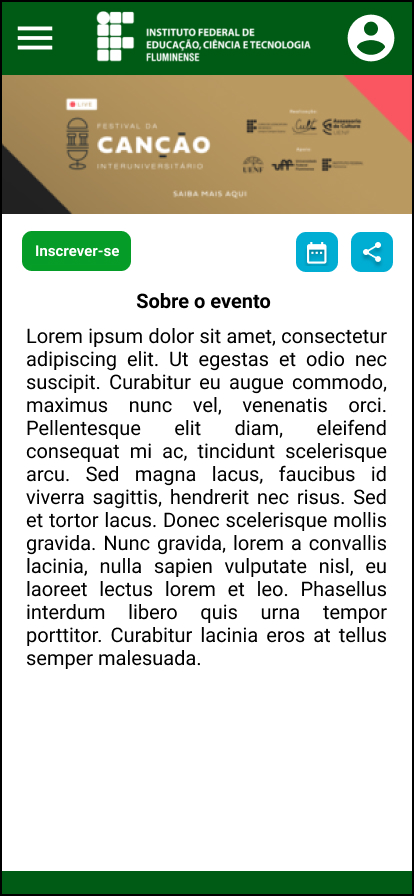 INSTITUTO FEDERAL DE
EDUCAÇÃO, CIÊNCIA E TECNOLOGIA
FLUMINENSE
LIVE
FESTIVAL DA
CANÇÃO
INTERUNIVERSITÁRIO
UENF
uff
SAIBA MAIS AQUI
Inscrever-se
Sobre o evento
Lorem ipsum dolor sit amet, consectetur
adipiscing elit. Ut egestas et odio nec
suscipit. Curabitur eu augue commodo,
maximus nunc vel, venenatis orci.
Pellentesque elit diam, eleifend
consequat mi ac, tincidunt scelerisque
arcu. Sed magna lacus, faucibus id
viverra sagittis, hendrerit nec risus. Sed
et tortor lacus. Donec scelerisque mollis
gravida. Nunc gravida, lorem a convallis
lacinia, nulla sapien vulputate nisl, eu
laoreet lectus lorem et leo. Phasellus
interdum libero quis urna tempor
porttitor. Curabitur lacinia eros at tellus
semper malesuada.